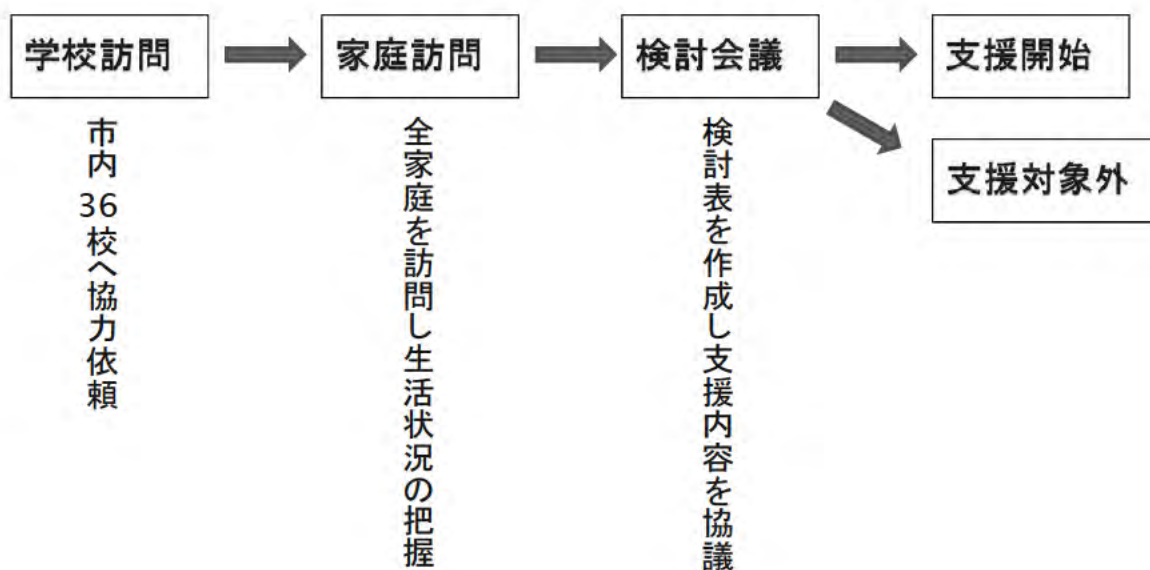 学校訪問
家庭訪問
検討会議
支援開始
支援対象外
市内36校へ協力依頼
全家庭を訪問し生活状況の把握
検討表を作成し支援内容を協議